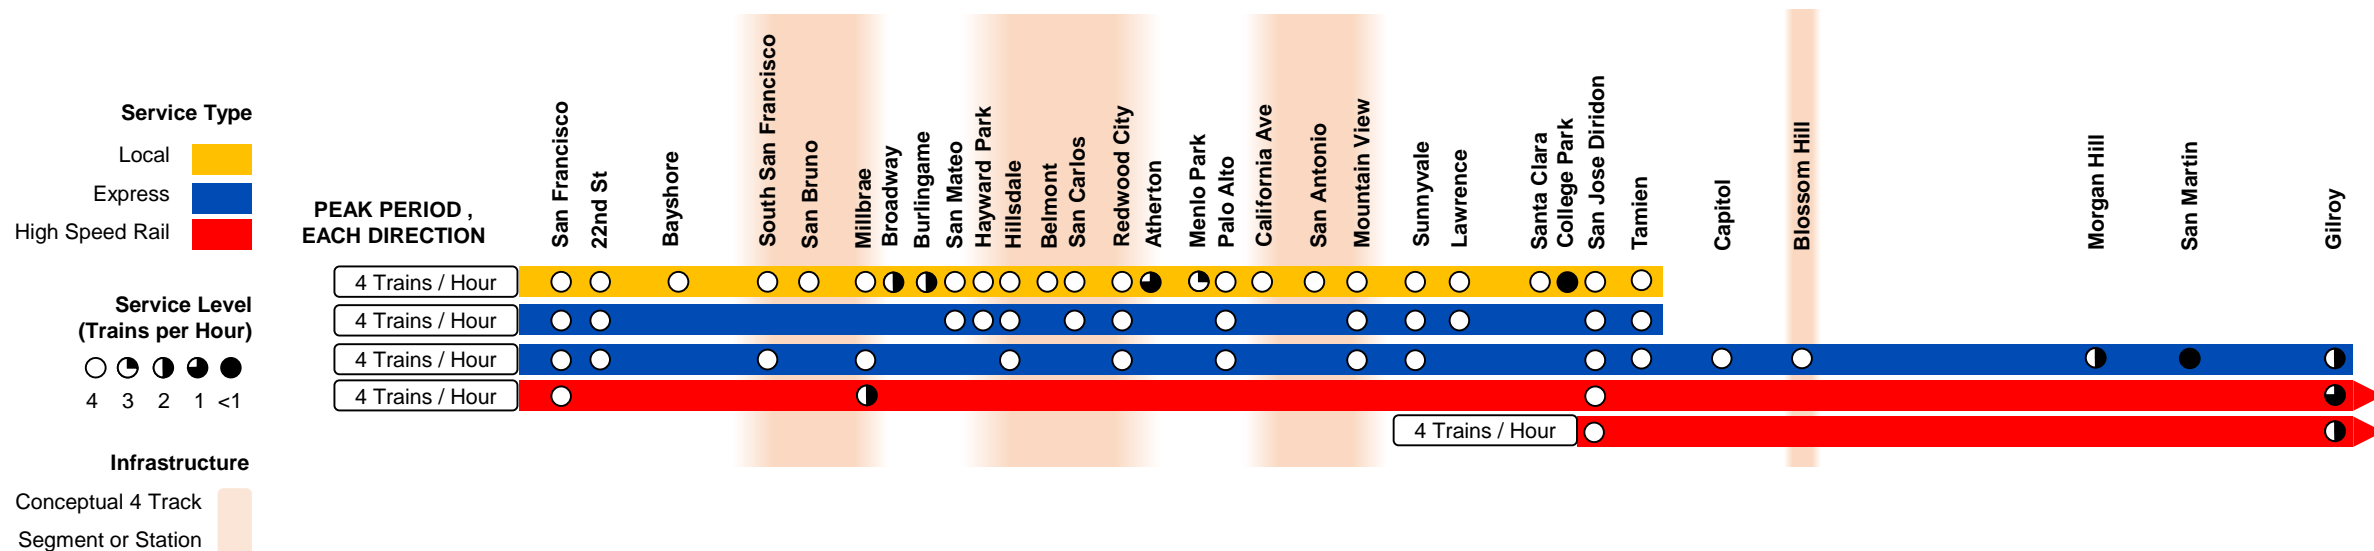 Service Type
Local
Express
High Speed Rail
Service Level
(Trains per Hour)
4 3 2 1 <1
Infrastructure
Conceptual 4 Track
Segment or Station
PEAK PERIOD ,
EACH DIRECTION
San Francisco
22nd St
Bayshore
South San Francisco
San Bruno
Millbrae
Broadway
Burlingame
San Mateo
Hayward Park
Hillsdale
Belmont
San Carlos
Redwood City
Atherton
Menlo Park
Palo Alto
California Ave
San Antonio
Mountain View
Sunnyvale
Lawrence
Santa Clara
College Park
San Jose Diridon
Tamien
Capitol
Blossom Hill
Morgan Hill
San Martin
Gilroy
4 Trains / Hour
4 Trains / Hour
4 Trains / Hour
4 Trains / Hour
4 Trains / Hour